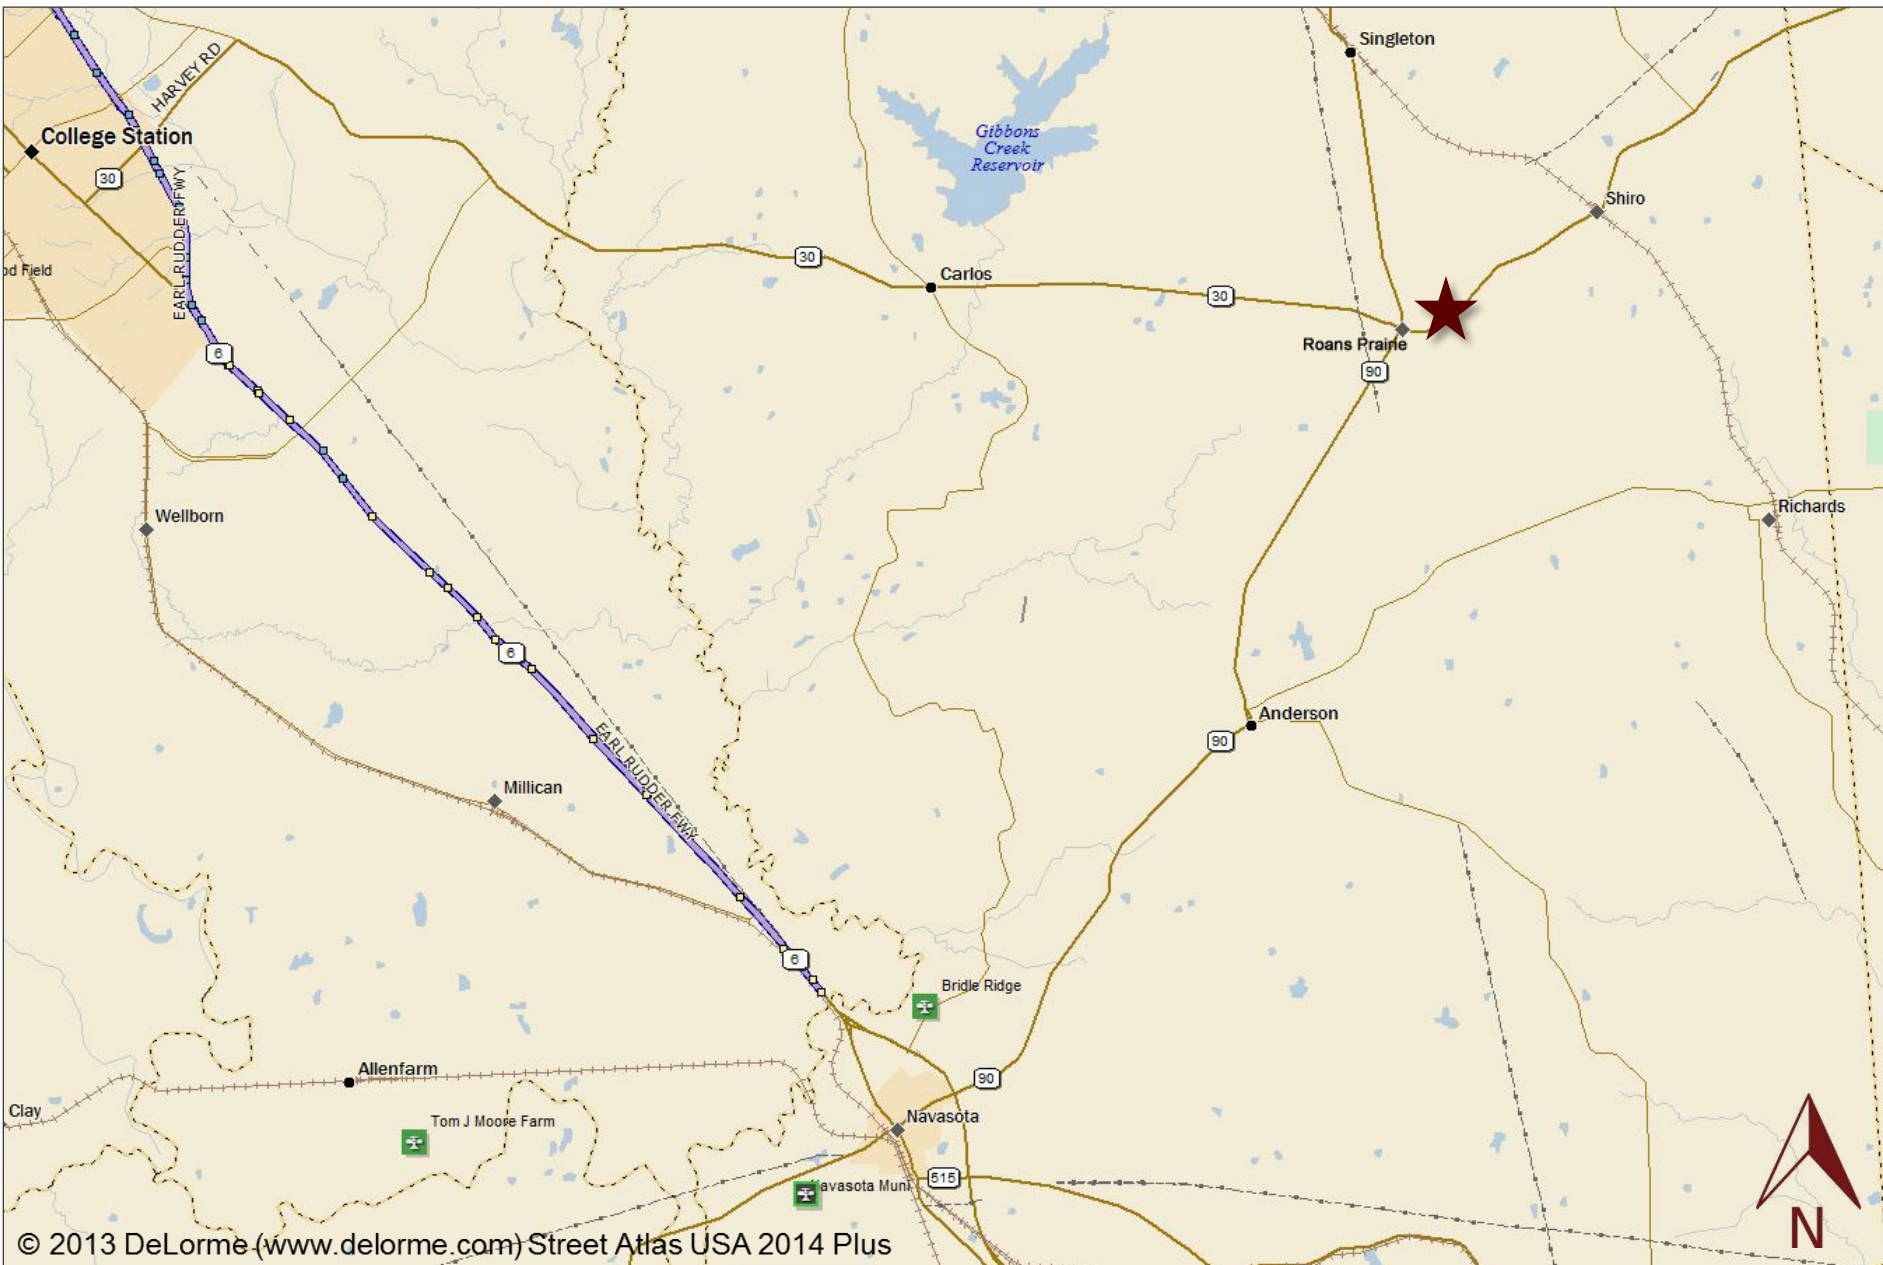 Singleton
HARVEY RD
College Station
Gibbons
Creek
Reservoir
30
EARL RUDDER FWY
Shiro
od Field
30
Carlos
30
6
Roans Prairie
90
Richards
Wellborn
6
Anderson
90
EARL RUDDER FWY
Millican
6
Bridle Ridge
Allenfarm
90
Clay
Navasota
Tom J Moore Farm
515
Navasota Muni
N
© 2013 DeLorme (www.delorme.com) Street Atlas USA 2014 Plus